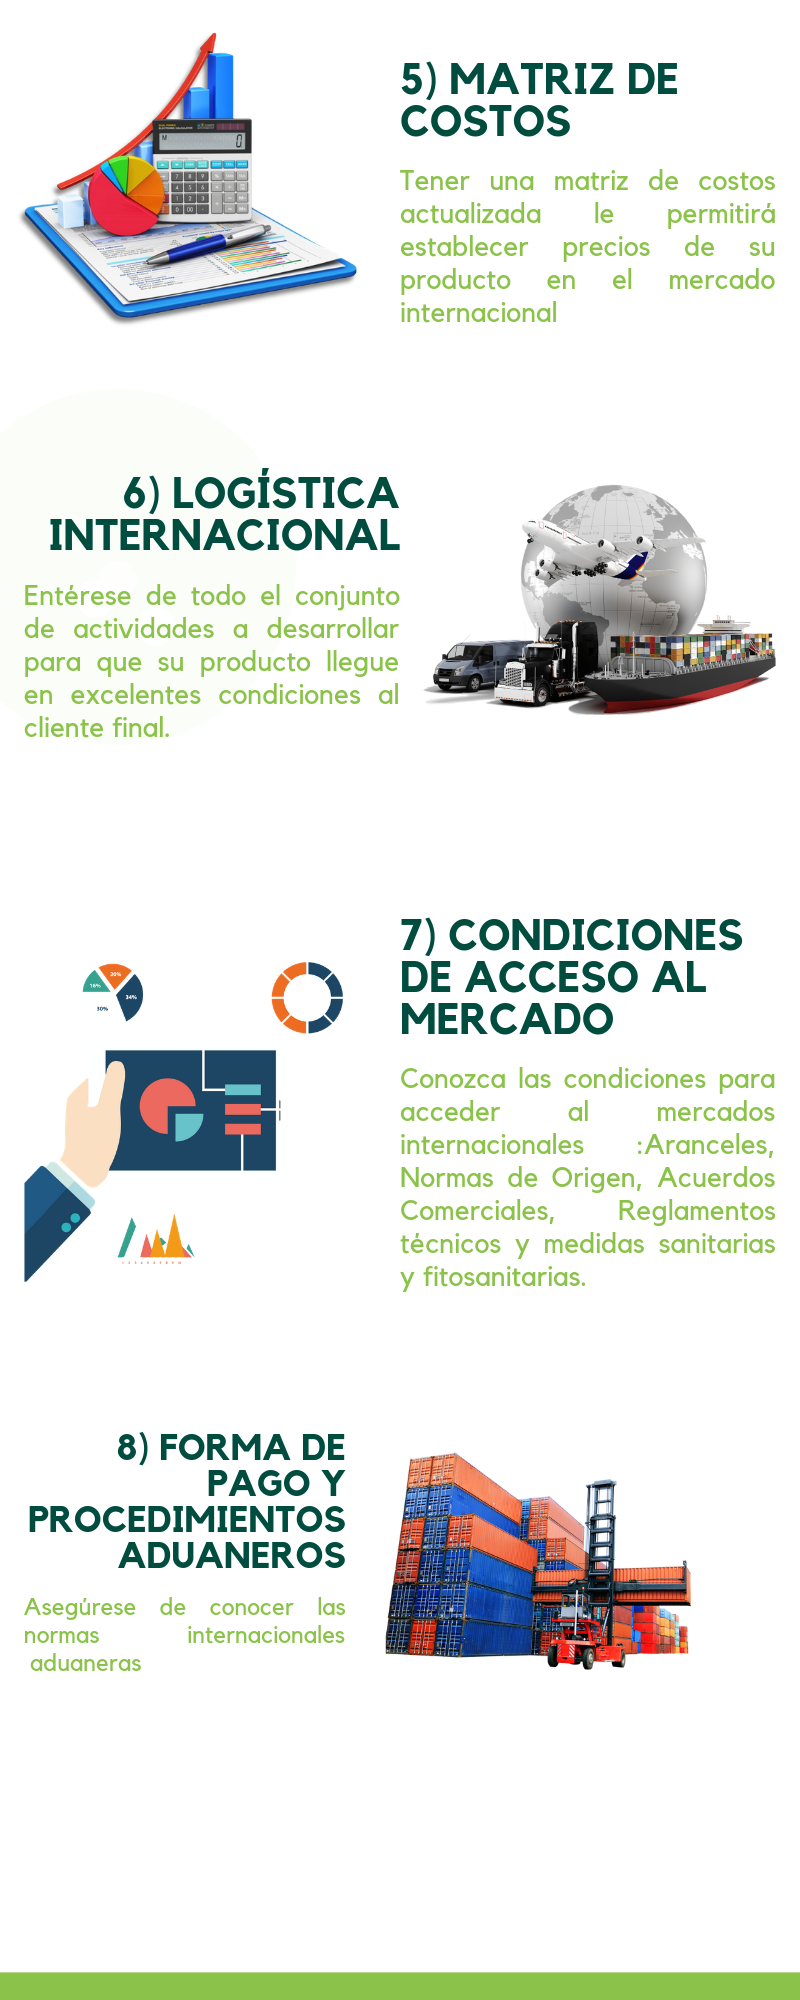 5) MATRIZ DE
COSTOS
Tener una matriz de costos
actualizada le permitirá
establecer precios de su
producto en el mercado
internacional
6) LOGÍSTICA
INTERNACIONAL
Entérese de todo el conjunto
de actividades a desarrollar
para que su producto llegue
en excelentes condiciones al
cliente final.
7) CONDICIONES
DE ACCESO AL
MERCADO
Conozca las condiciones para
acceder al mercados
internacionales :Aranceles,
Normas de Origen, Acuerdos
Comerciales, Reglamentos
técnicos y medidas sanitarias
y fitosanitarias.
20%
16%
34%
30%
8) FORMA DE
PAGO Y
PROCEDIMIENTOS
ADUANEROS
Asegúrese de conocer las
normas internacionales
aduaneras